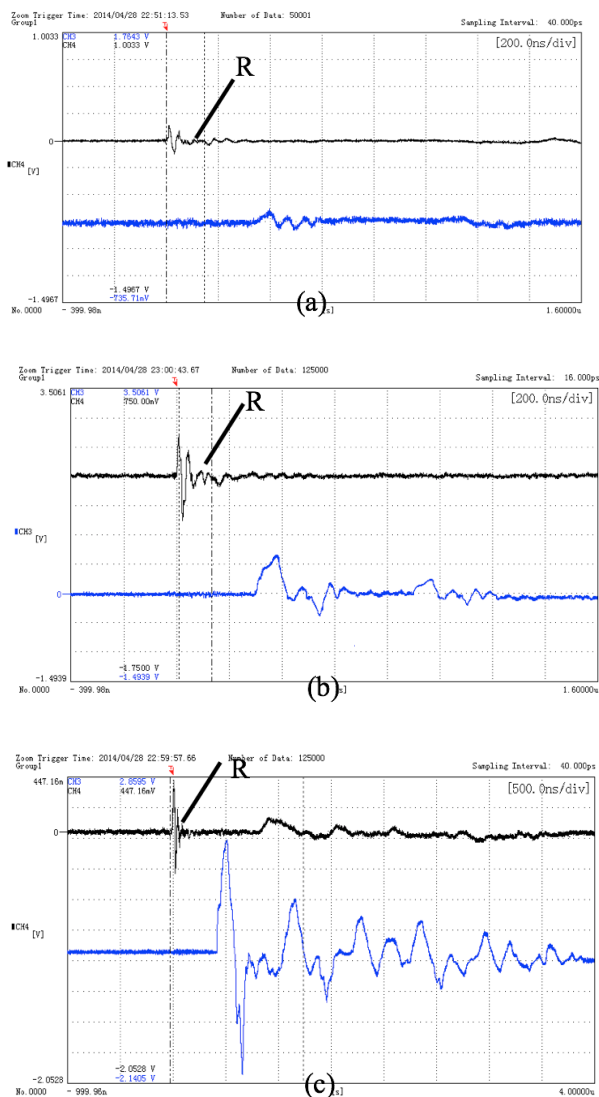 Zoom Trigger Time: 2014/04/28 22:51:13.53 Number of Data: 50001
Group1 Sampling Interval: 40.000ps
1.0033 CH3 1.7643 V [200.0ns/div]
CH4 1.0033 V
R
0
CH4
[V]
-1.4967 V
-1.4967 -735.71mV
No.0000 -399.98n [s] 1.60000u
(a)
Zoom Trigger Time: 2014/04/28 23:00:43.67 Number of Data: 125000
Group1 Sampling Interval: 16.000ps
3.5061 CH3 3.5061 V [200.0ns/div]
CH4 750.00mV
R
CH3
[V]
0
-1.7500 V
-1.4939 -1.4939 V
No.0000 -399.98n [s] 1.60000u
(b)
Zoom Trigger Time: 2014/04/28 22:59:57.66 Number of Data: 125000
Group1 Sampling Interval: 40.000ps
R
447.16m CH3 2.8595 V [500.0ns/div]
CH4 447.16mV
0
CH4
[V]
-2.0528 V
-2.0528 -2.1405 V
No.0000 -999.96n [s] 4.00000u
(c)